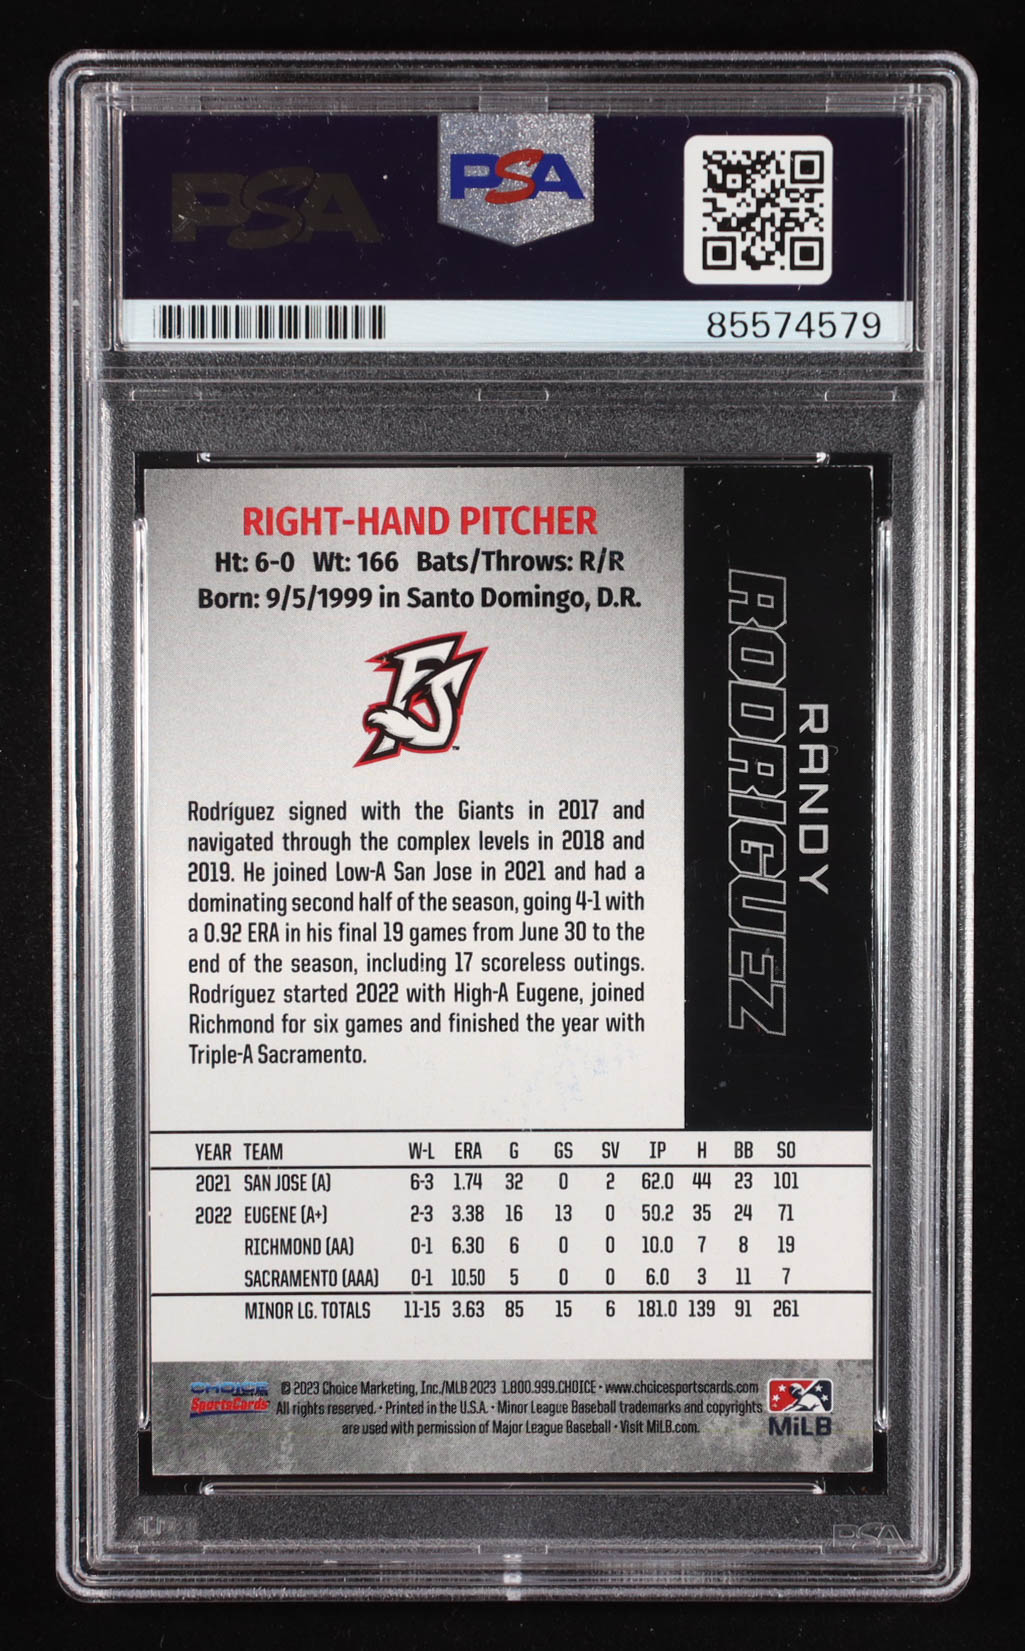 PSA
PSA
85574579
RIGHT-HAND PITCHER
Ht: 6-0 Wt: 166 Bats/Throws: R/R
Born: 9/5/1999 in Santo Domingo, D.R.
FS
TM
RANDY
RODRIGUEZ
Rodríguez signed with the Giants in 2017 and
navigated through the complex levels in 2018 and
2019. He joined Low-A San Jose in 2021 and had a
dominating second half of the season, going 4-1 with
a 0.92 ERA in his final 19 games from June 30 to the
end of the season, including 17 scoreless outings.
Rodríguez started 2022 with High-A Eugene, joined
Richmond for six games and finished the year with
Triple-A Sacramento.
YEAR TEAM W-L ERA G GS SV IP H BB SO
2021 SAN JOSE (A) 6-3 1.74 32 0 2 62.0 44 23 101
2022 EUGENE (A+) 2-3 3.38 16 13 0 50.2 35 24 71
RICHMOND (AA) 0-1 6.30 6 0 0 10.0 7 8 19
SACRAMENTO (AAA) 0-1 10.50 5 0 0 6.0 3 11 7
MINOR LG. TOTALS 11-15 3.63 85 15 6 181.0 139 91 261
CHOICE
SportsCards
© 2023 Choice Marketing, Inc./MLB 2023 1.800.999.CHOICE • www.choicesportscards.com
All rights reserved. • Printed in the U.S.A. • Minor League Baseball trademarks and copyrights
are used with permission of Major League Baseball • Visit MiLB.com.
MiLB
PSA